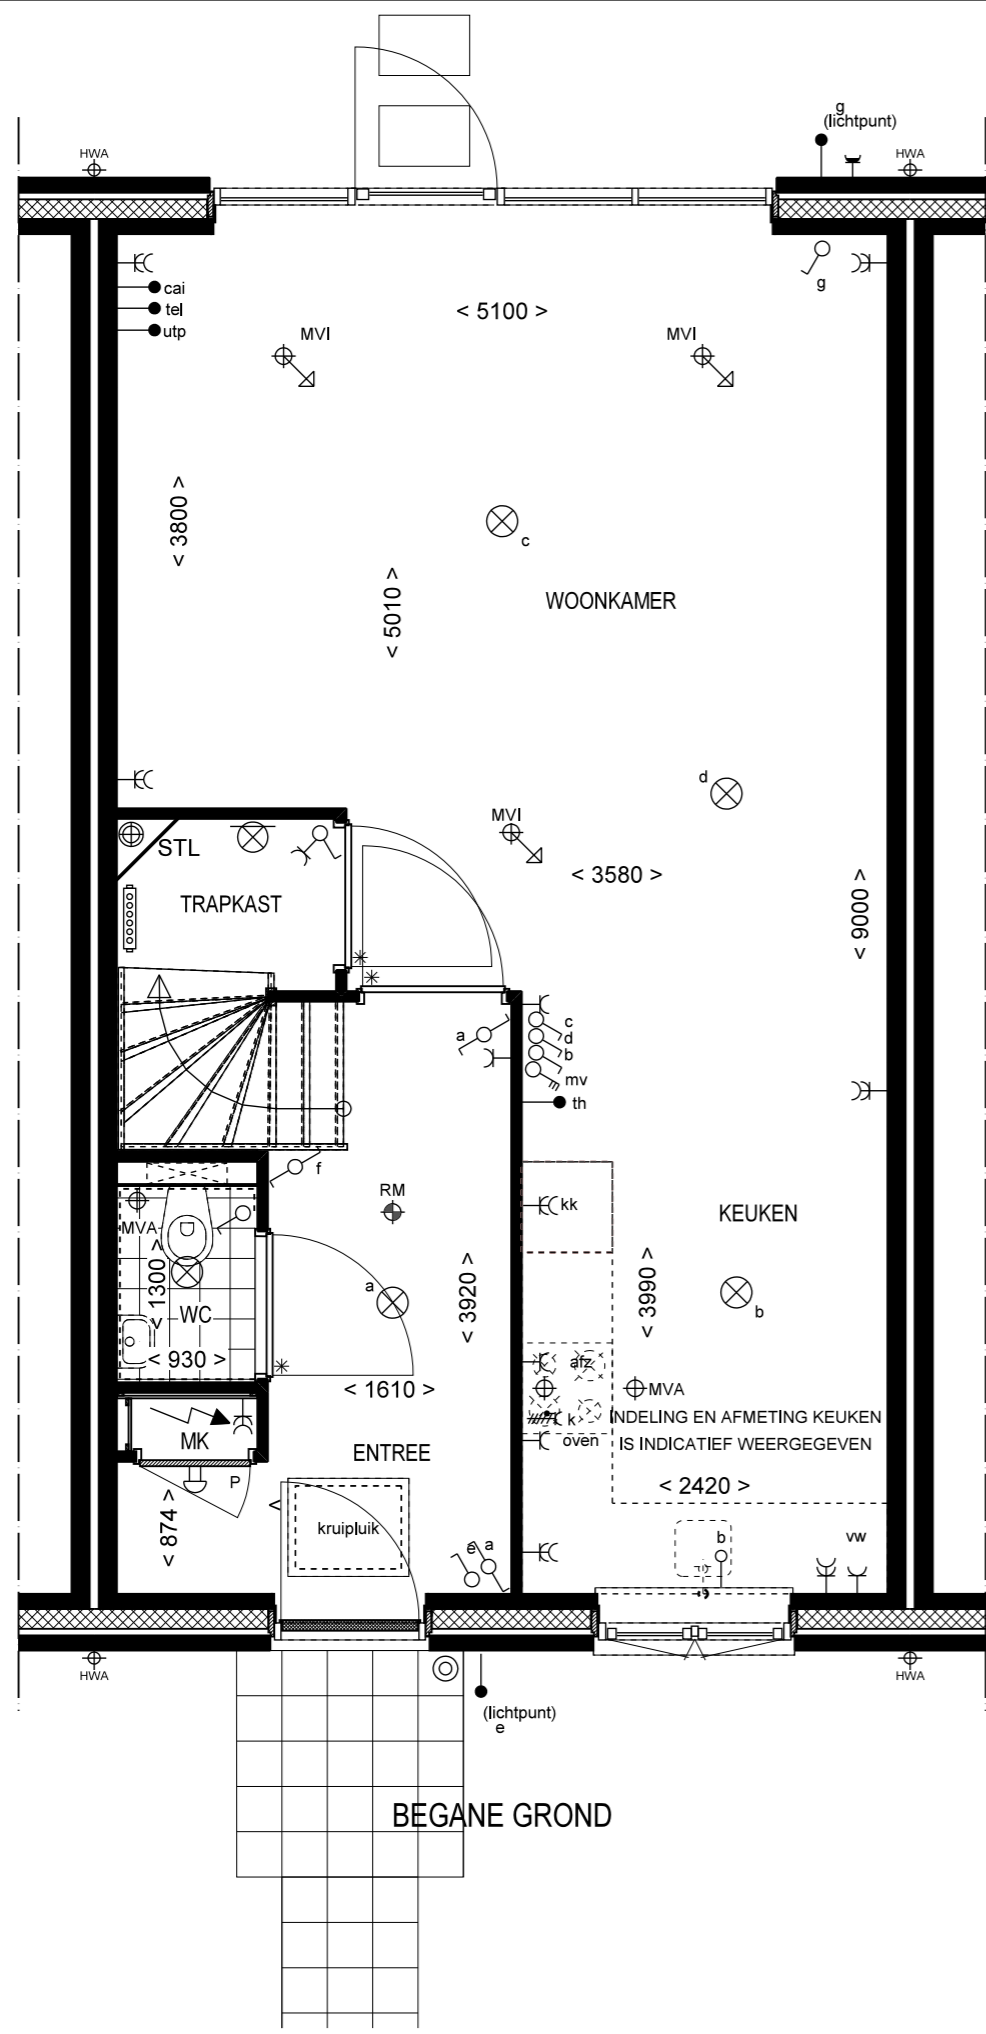 g
(lichtpunt)
HWA
HWA
g
cai
tel
utp
< 5100 >
MVI
MVI
< 3800 >
c
< 5010 >
WOONKAMER
d
MVI
STL
< 3580 >
TRAPKAST
< 9000 >
a
c
d
b
mv
th
f
RM
kk
KEUKEN
MVA
< 1300 >
WC
a
< 3920 >
< 3990 >
b
< 930 >
afz
< 1610 >
MVA
k
INDELING EN AFMETING KEUKEN
MK
oven
IS INDICATIEF WEERGEGEVEN
ENTREE
P
< 2420 >
< 874 >
kruipluik
e
a
b
vw
HWA
HWA
(lichtpunt)
e
BEGANE GROND